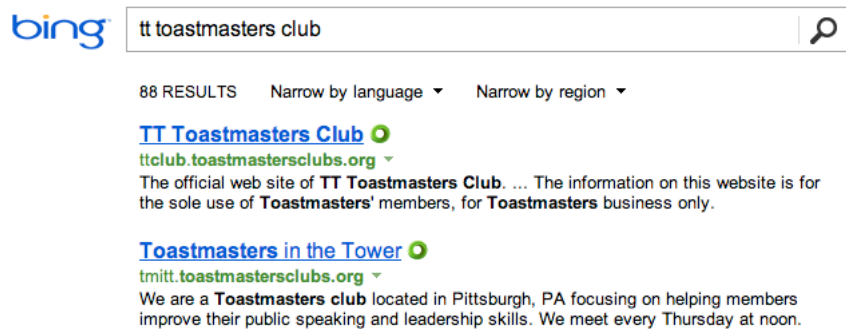 bing tt toastmasters club
88 RESULTS Narrow by language Narrow by region
TT Toastmasters Club
ttclub.toastmastersclubs.org
The official web site of TT Toastmasters Club. ... The information on this website is for
the sole use of Toastmasters' members, for Toastmasters business only.
Toastmasters in the Tower
tmitt.toastmastersclubs.org
We are a Toastmasters club located in Pittsburgh, PA focusing on helping members
improve their public speaking and leadership skills. We meet every Thursday at noon.